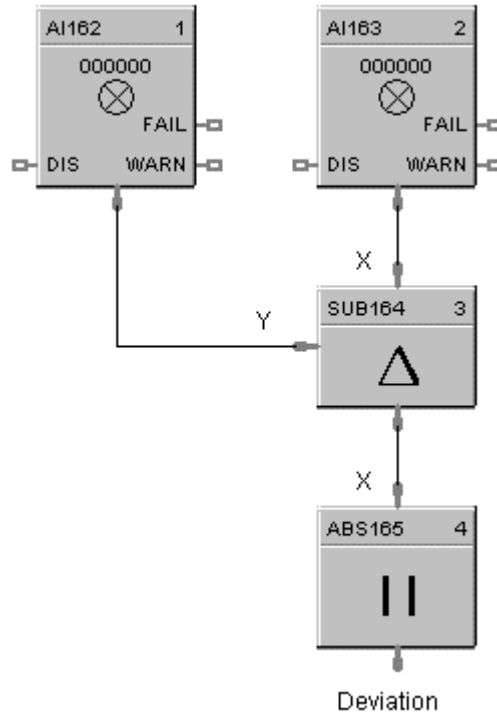 AI162 1
000000
FAIL
DIS WARN
AI163 2
000000
FAIL
DIS WARN
X
Y
SUB164 3
Δ
X
ABS165 4
| |
Deviation